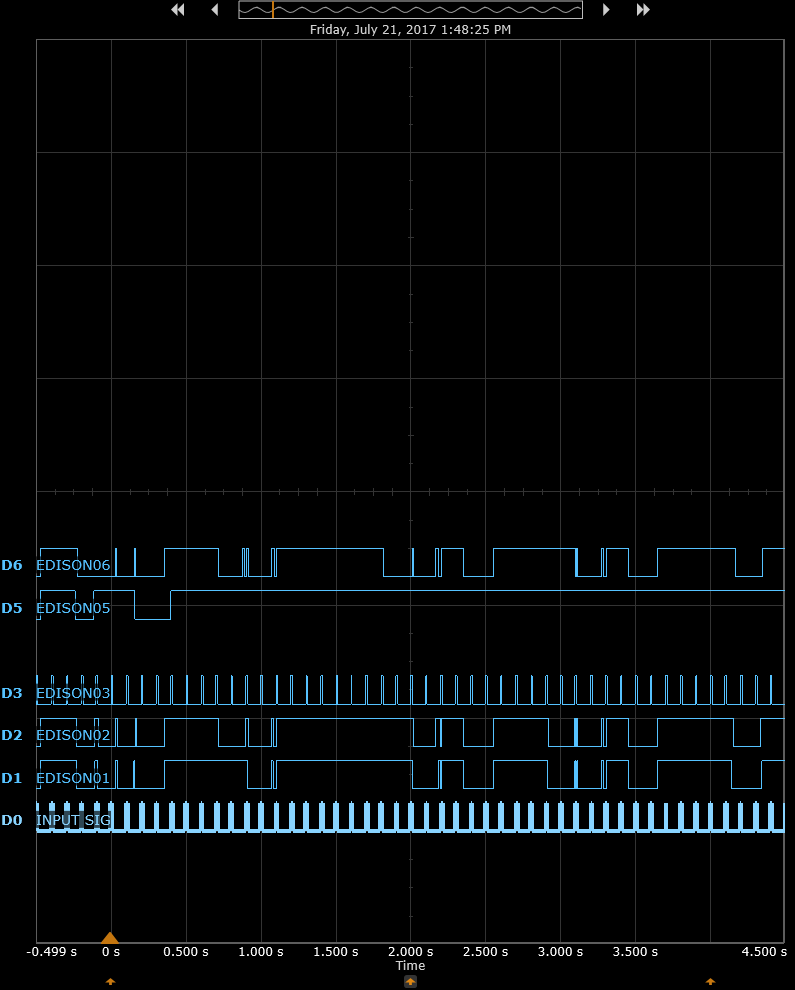 Friday, July 21, 2017 1:48:25 PM
D6 EDISON06
D5 EDISON05
D3 EDISON03
D2 EDISON02
D1 EDISON01
D0 INPUT SIG
-0.499 s 0 s 0.500 s 1.000 s 1.500 s 2.000 s 2.500 s 3.000 s 3.500 s 4.500 s
Time